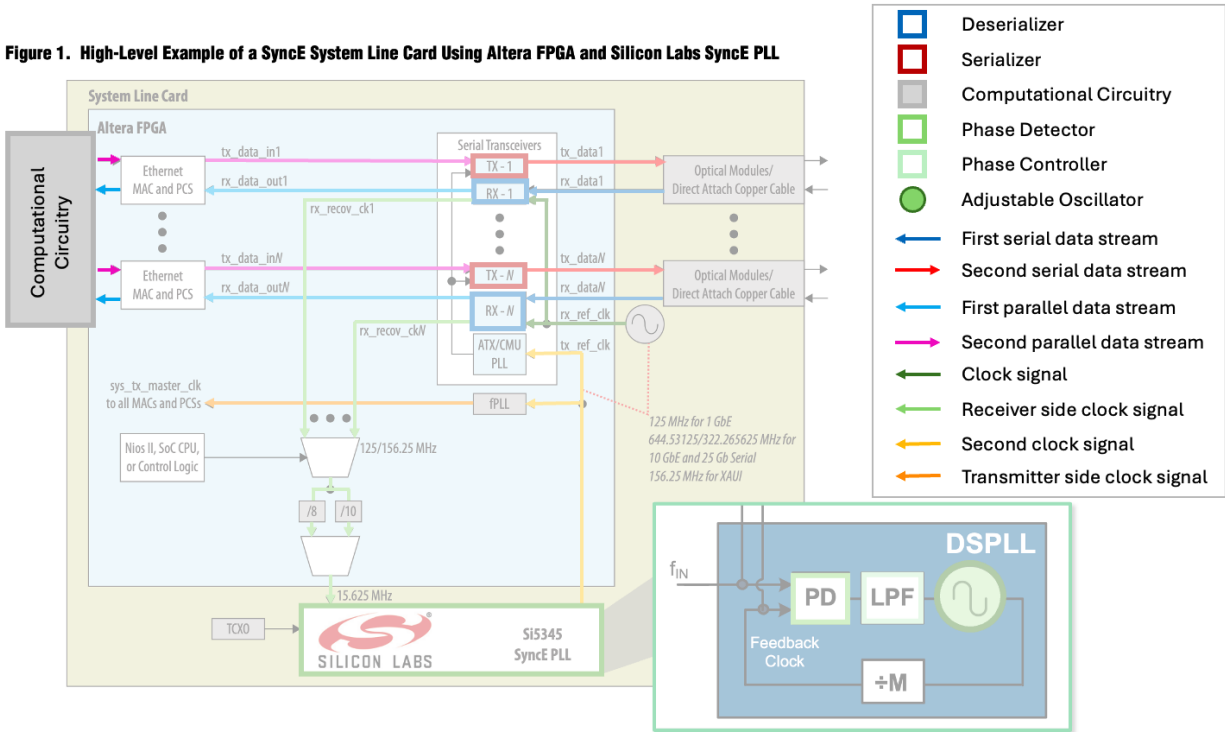 Figure 1. High-Level Example of a SyncE System Line Card Using Altera FPGA and Silicon Labs SyncE PLL
Deserializer
Serializer
Computational Circuitry
Phase Detector
Phase Controller
Adjustable Oscillator
First serial data stream
Second serial data stream
First parallel data stream
Second parallel data stream
Clock signal
Receiver side clock signal
Second clock signal
Transmitter side clock signal
System Line Card
Altera FPGA
Computational
Circuitry
Ethernet
MAC and PCS
tx_data_in1
rx_data_out1
rx_recov_ck1
Serial Transceivers
TX - 1
RX - 1
tx_data1
rx_data1
Optical Modules/
Direct Attach Copper Cable
Ethernet
MAC and PCS
tx_data_inN
rx_data_outN
rx_recov_ckN
TX - N
RX - N
tx_dataN
rx_dataN
rx_ref_clk
tx_ref_clk
Optical Modules/
Direct Attach Copper Cable
ATX/CMU
PLL
sys_tx_master_clk
to all MACs and PCSs
fPLL
125 MHz for 1 GbE
644.53125/322.265625 MHz for
10 GbE and 25 Gb Serial
156.25 MHz for XAUI
Nios II, SoC CPU,
or Control Logic
125/156.25 MHz
/8
/10
15.625 MHz
TCXO
SILICON LABS
®
Si5345
SyncE PLL
DSPLL
fIN
PD
LPF
Feedback
Clock
÷M